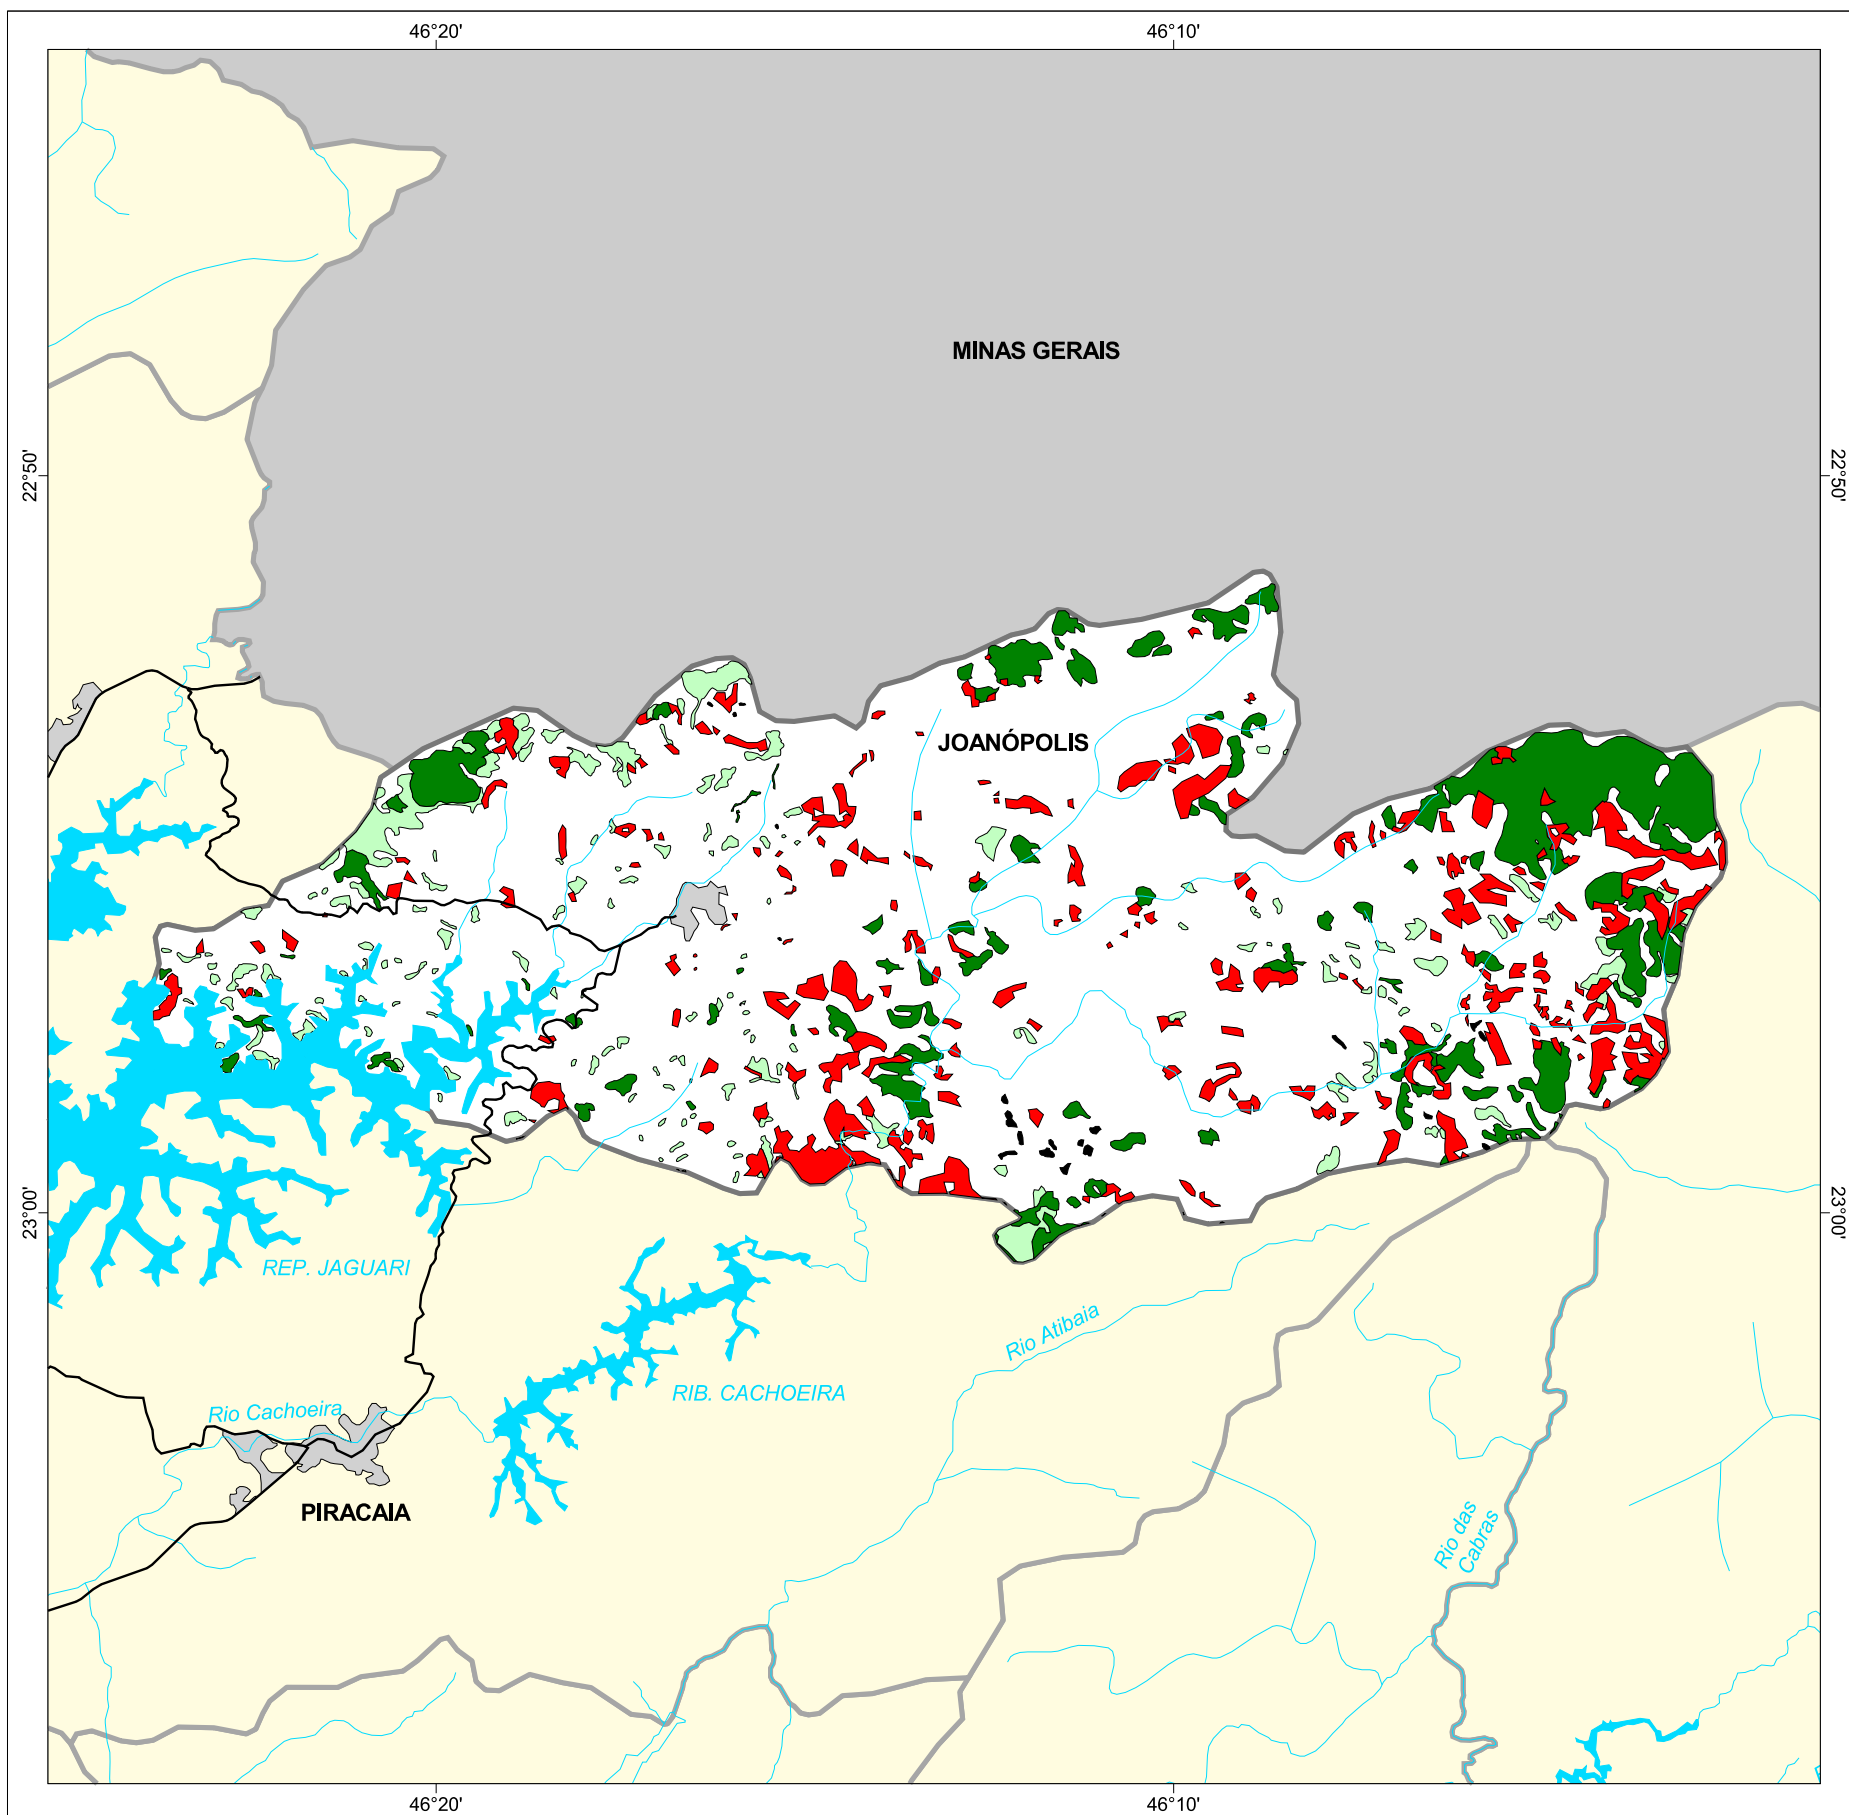 46°20'
46°10'
MINAS GERAIS
22°50'
22°50'
JOANÓPOLIS
23°00'
23°00'
REP. JAGUARI
Rio Atibaia
RIB. CACHOEIRA
Rio Cachoeira
PIRACAIA
Rio das
Cabras
46°20'
46°10'